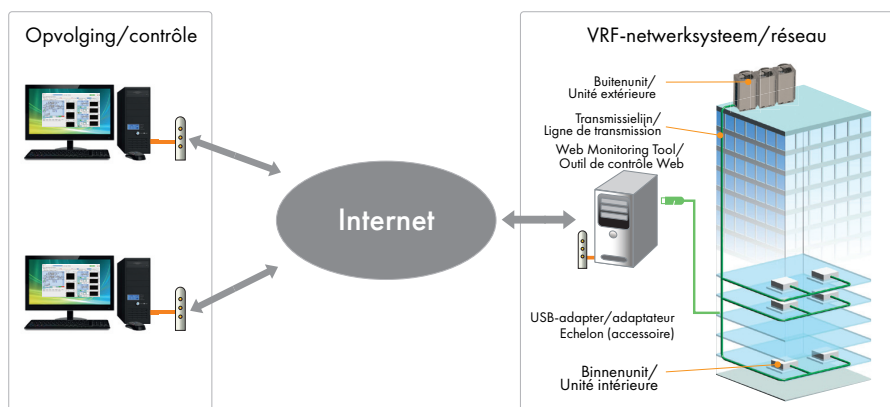 Opvolging/contrôle
VRF-netwerksysteem/réseau
Buitenunit/
Unité extérieure
Transmissielijn/
Ligne de transmission
Web Monitoring Tool/
Outil de contrôle Web
Internet
USB-adapter/adaptateur
Echelon (accessoire)
Binnenunit/
Unité intérieure